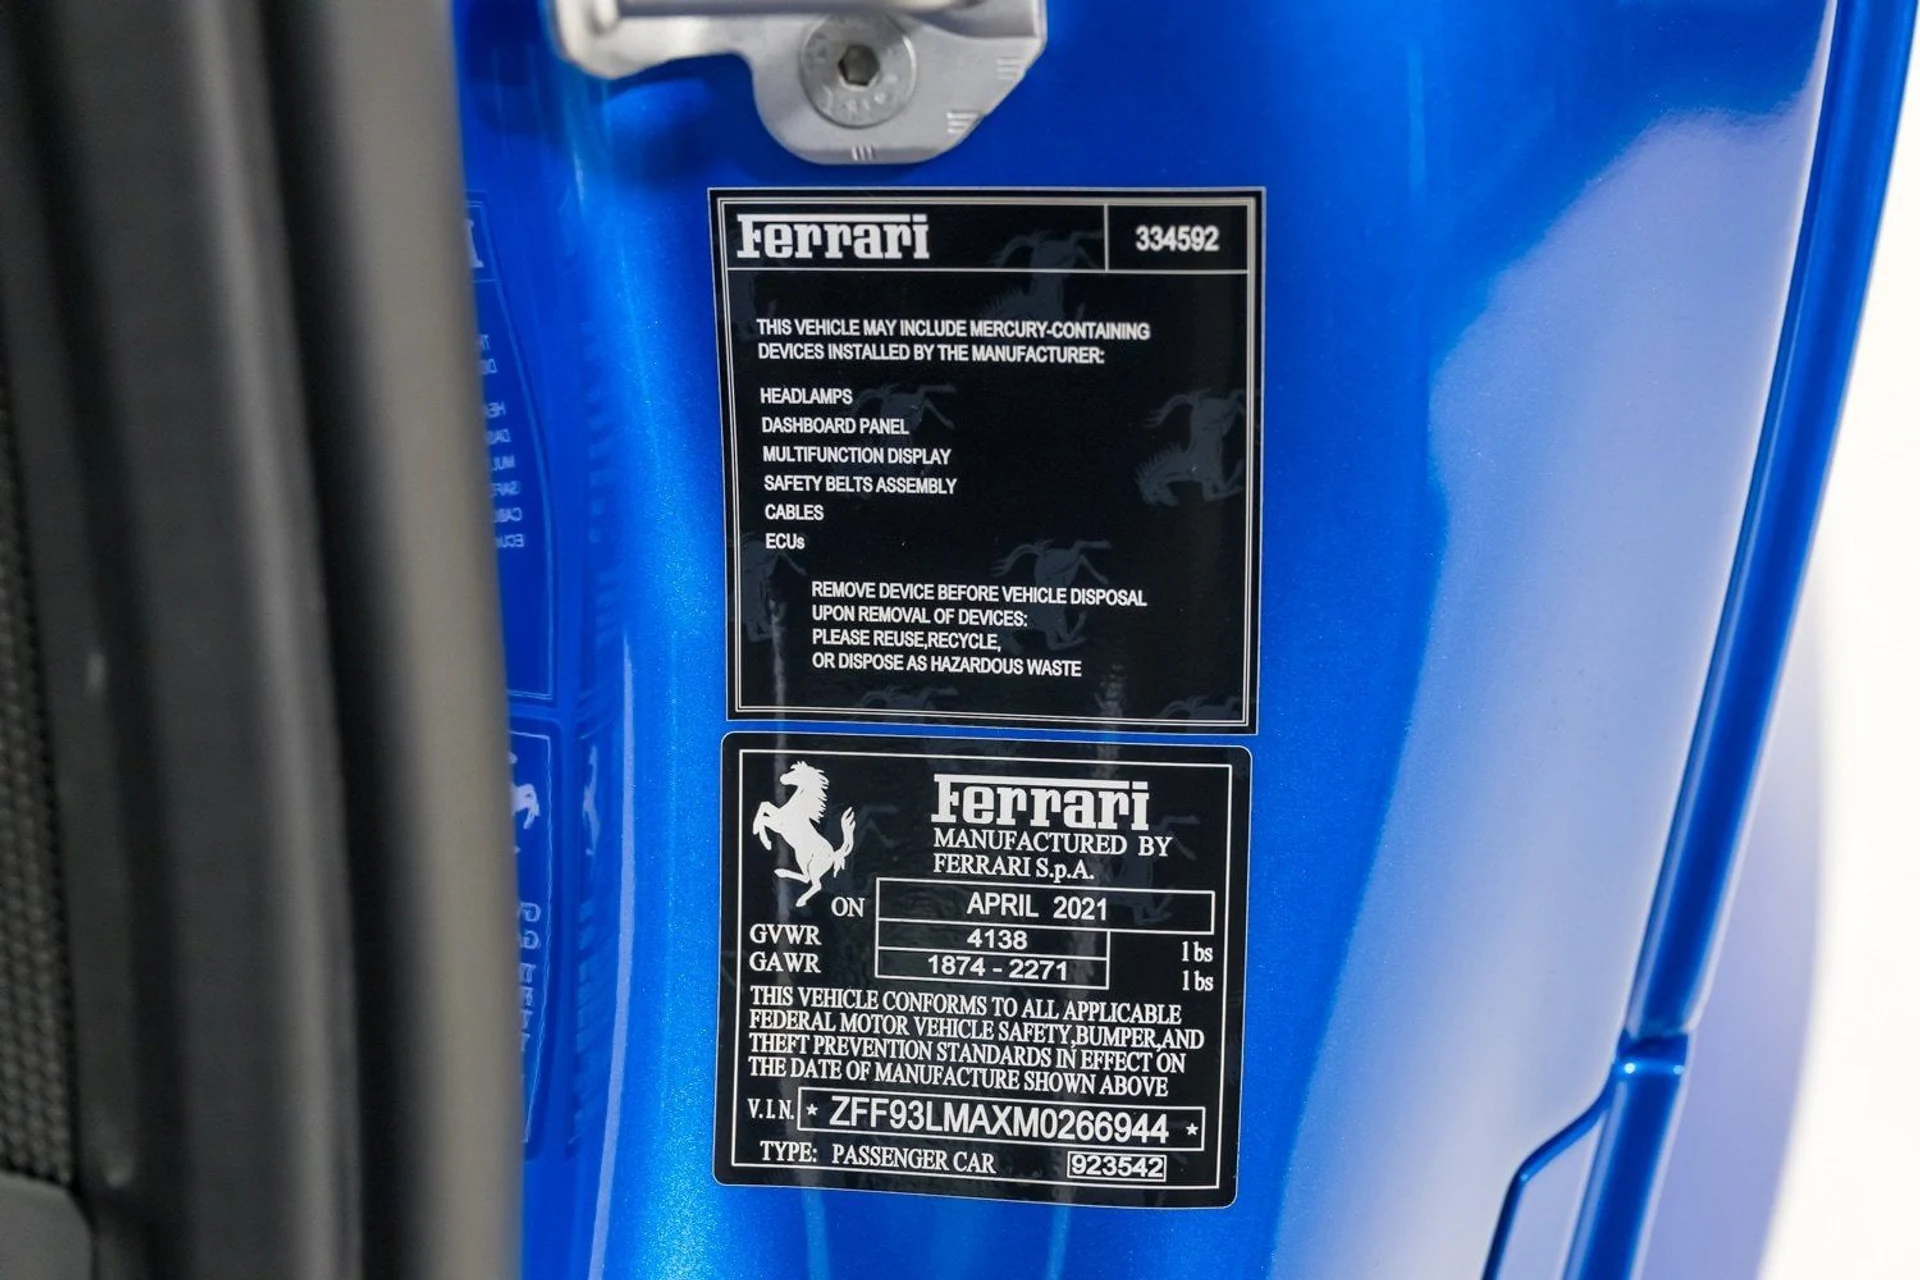 Ferrari 334592
THIS VEHICLE MAY INCLUDE MERCURY-CONTAINING
DEVICES INSTALLED BY THE MANUFACTURER:
HEADLAMPS
DASHBOARD PANEL
MULTIFUNCTION DISPLAY
SAFETY BELTS ASSEMBLY
CABLES
ECUs
REMOVE DEVICE BEFORE VEHICLE DISPOSAL
UPON REMOVAL OF DEVICES:
PLEASE REUSE,RECYCLE,
OR DISPOSE AS HAZARDOUS WASTE
Ferrari
MANUFACTURED BY
FERRARI S.p.A.
ON APRIL 2021
GVWR 4138 lbs
GAWR 1874 - 2271 lbs
THIS VEHICLE CONFORMS TO ALL APPLICABLE
FEDERAL MOTOR VEHICLE SAFETY,BUMPER,AND
THEFT PREVENTION STANDARDS IN EFFECT ON
THE DATE OF MANUFACTURE SHOWN ABOVE
V.I.N. * ZFF93LMAXM0266944 *
TYPE: PASSENGER CAR 923542